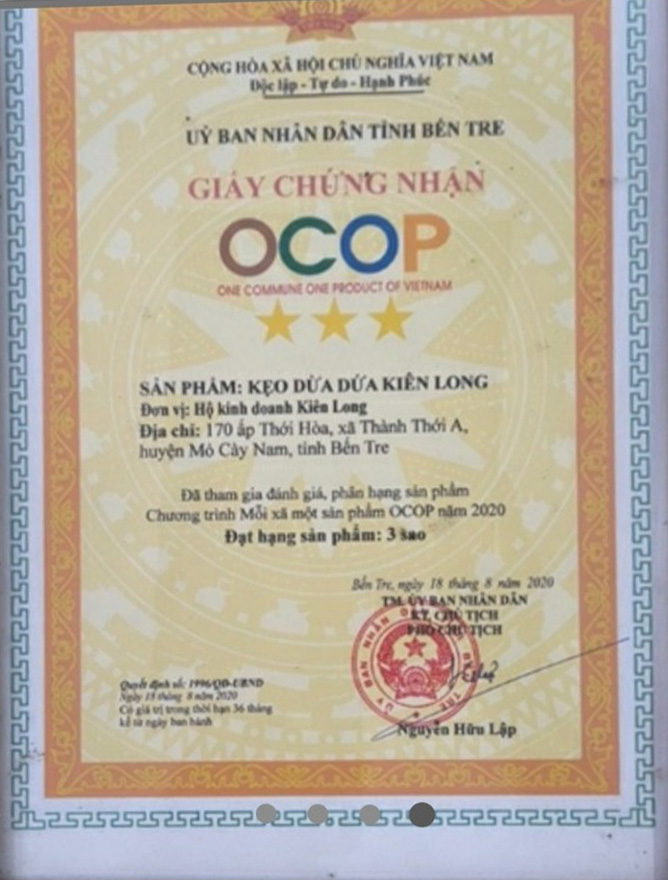 CỘNG HÒA XÃ HỘI CHỦ NGHĨA VIỆT NAM
Độc lập - Tự do - Hạnh Phúc
UỶ BAN NHÂN DÂN TỈNH BẾN TRE
GIẤY CHỨNG NHẬN
OCOP
ONE COMMUNE ONE PRODUCT OF VIETNAM
SẢN PHẨM: KẸO DỪA DỨA KIÊN LONG
Đơn vị: Hộ kinh doanh Kiên Long
Địa chỉ: 170 ấp Thới Hòa, xã Thành Thới A,
huyện Mỏ Cày Nam, tỉnh Bến Tre
Đã tham gia đánh giá, phân hạng sản phẩm
Chương trình Mỗi xã một sản phẩm OCOP năm 2020
Đạt hạng sản phẩm: 3 sao
Bến Tre, ngày 18 tháng 8 năm 2020
TM. ỦY BAN NHÂN DÂN
KT. CHỦ TỊCH
PHÓ CHỦ TỊCH
Nguyễn Hữu Lập
Quyết định số: 1996/QĐ-UBND
Ngày 18 tháng 8 năm 2020
Có giá trị trong thời hạn 36 tháng
kể từ ngày ban hành